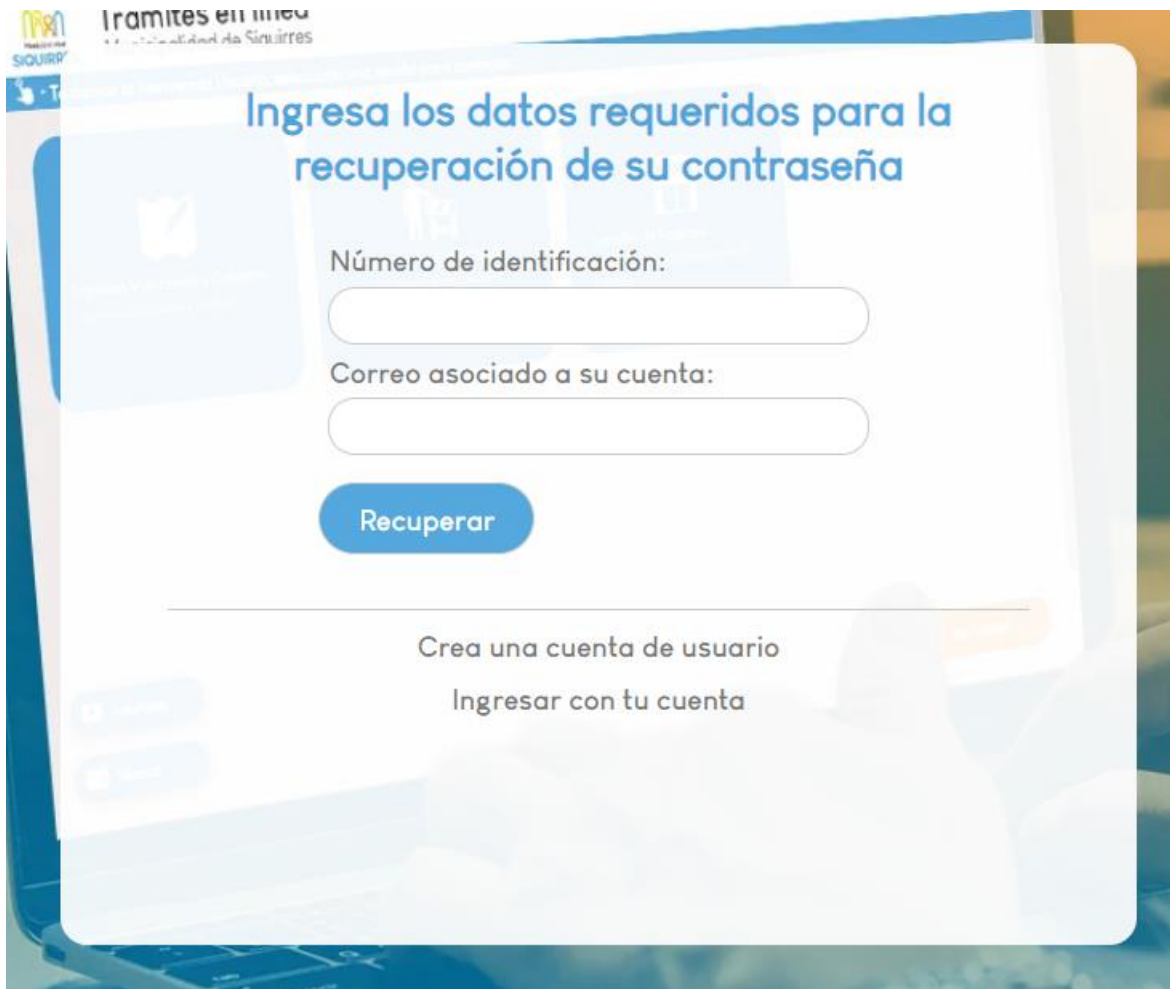 Trámites en línea
Municipalidad de Siquirres
Ingresa los datos requeridos para la
recuperación de su contraseña
Número de identificación:
Correo asociado a su cuenta:
Recuperar
Crea una cuenta de usuario
Ingresar con tu cuenta